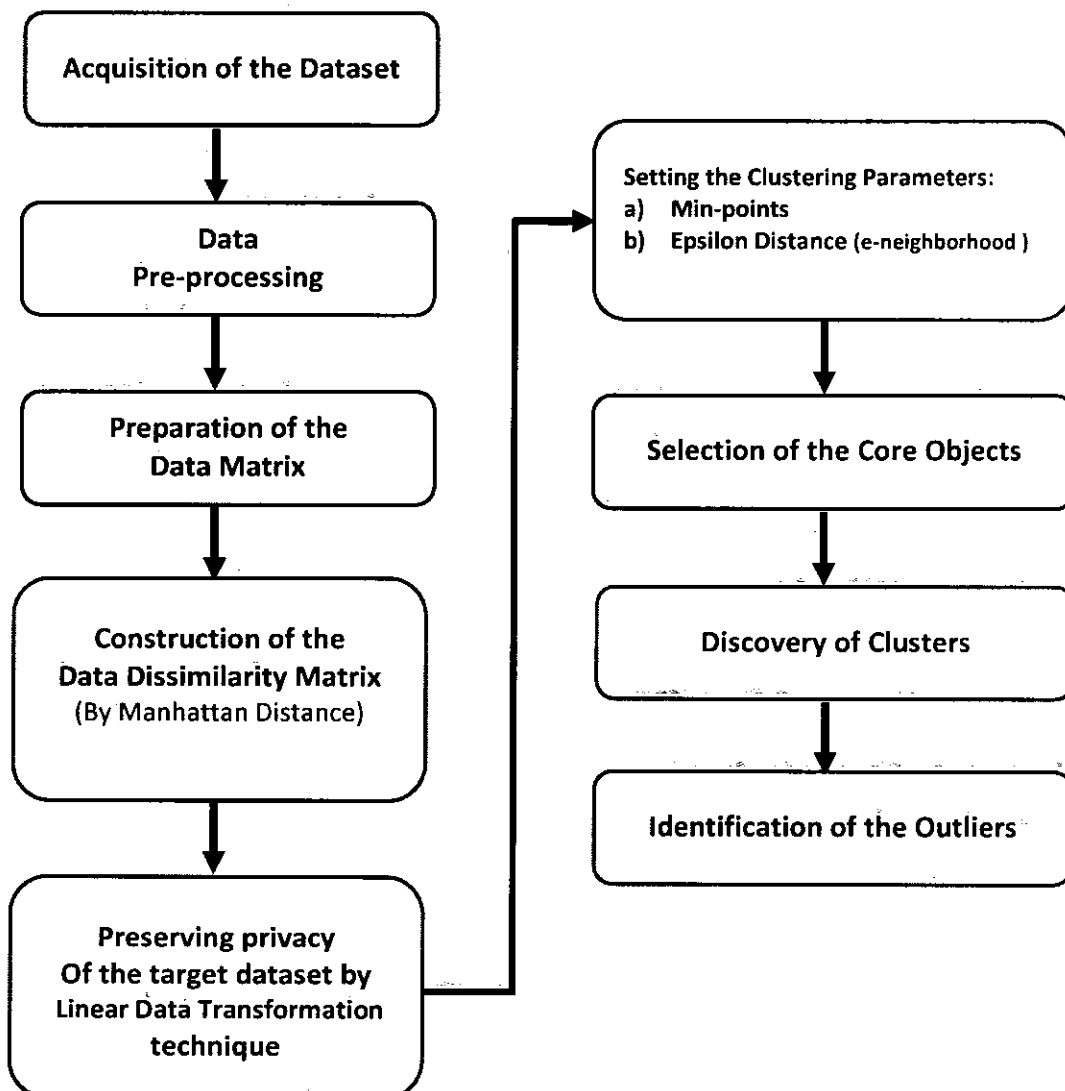 Acquisition of the Dataset
Data
Pre-processing
Preparation of the
Data Matrix
Construction of the
Data Dissimilarity Matrix
(By Manhattan Distance)
Preserving privacy
Of the target dataset by
Linear Data Transformation
technique
Setting the Clustering Parameters:
a) Min-points
b) Epsilon Distance (e-neighborhood )
Selection of the Core Objects
Discovery of Clusters
Identification of the Outliers